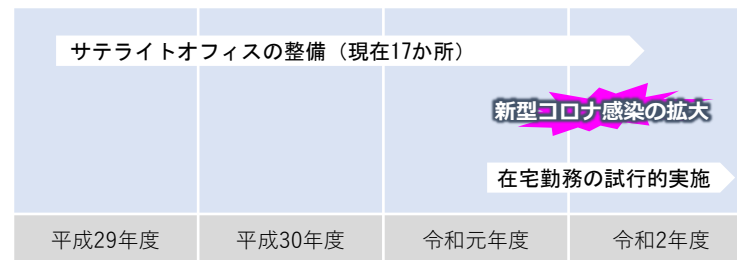 サテライトオフィスの整備（現在17か所）
新型コロナ感染の拡大
在宅勤務の試行的実施
平成29年度
平成30年度
令和元年度
令和2年度